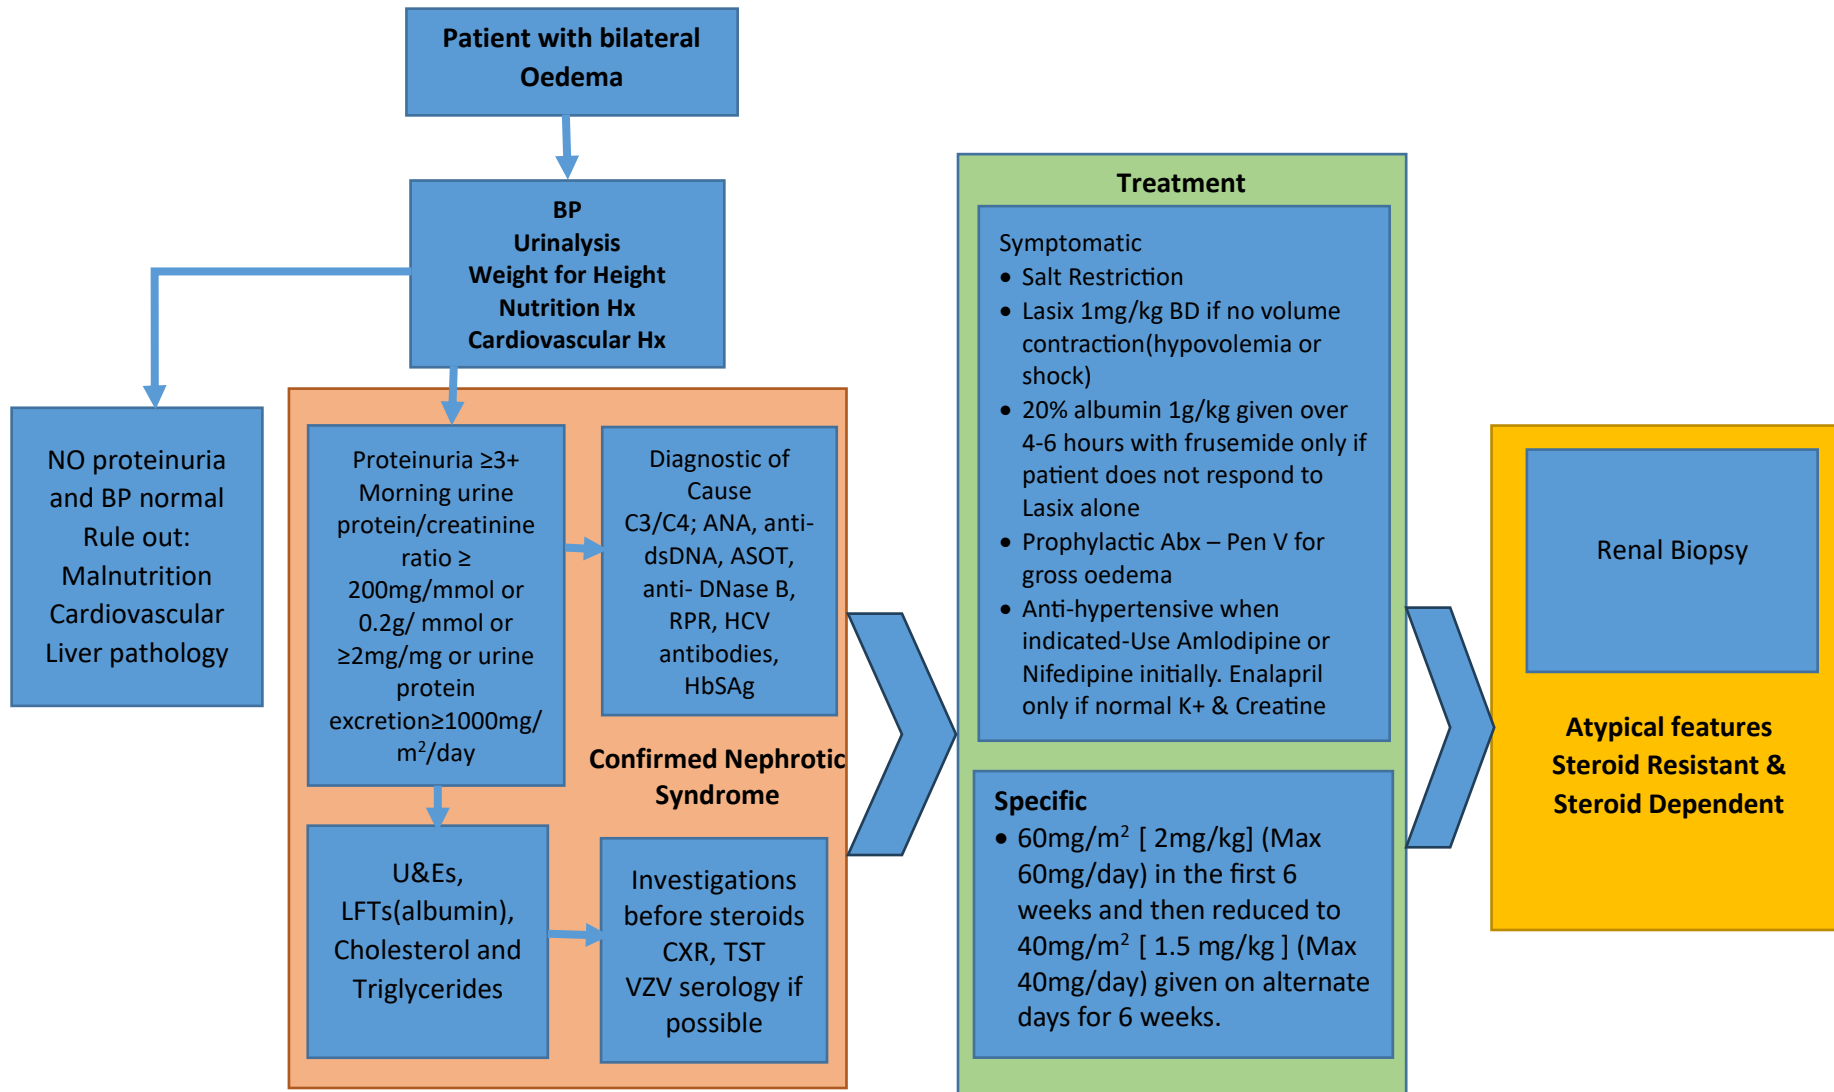 Patient with bilateral
Oedema
BP
Urinalysis
Weight for Height
Nutrition Hx
Cardiovascular Hx
NO proteinuria
and BP normal
Rule out:
Malnutrition
Cardiovascular
Liver pathology
Proteinuria ≥3+
Morning urine
protein/creatinine
ratio ≥
200mg/mmol or
0.2g/ mmol or
≥2mg/mg or urine
protein
excretion≥1000mg/
m²/day
Diagnostic of
Cause
C3/C4; ANA, anti-
dsDNA, ASOT,
anti- DNase B,
RPR, HCV
antibodies,
HbSAg
Confirmed Nephrotic
Syndrome
U&Es,
LFTs(albumin),
Cholesterol and
Triglycerides
Investigations
before steroids
CXR, TST
VZV serology if
possible
Treatment
Symptomatic
• Salt Restriction
• Lasix 1mg/kg BD if no volume
contraction(hypovolemia or
shock)
• 20% albumin 1g/kg given over
4-6 hours with frusemide only if
patient does not respond to
Lasix alone
• Prophylactic Abx – Pen V for
gross oedema
• Anti-hypertensive when
indicated-Use Amlodipine or
Nifedipine initially. Enalapril
only if normal K+ & Creatine
Specific
• 60mg/m² [ 2mg/kg] (Max
60mg/day) in the first 6
weeks and then reduced to
40mg/m² [ 1.5 mg/kg ] (Max
40mg/day) given on alternate
days for 6 weeks.
Renal Biopsy
Atypical features
Steroid Resistant &
Steroid Dependent